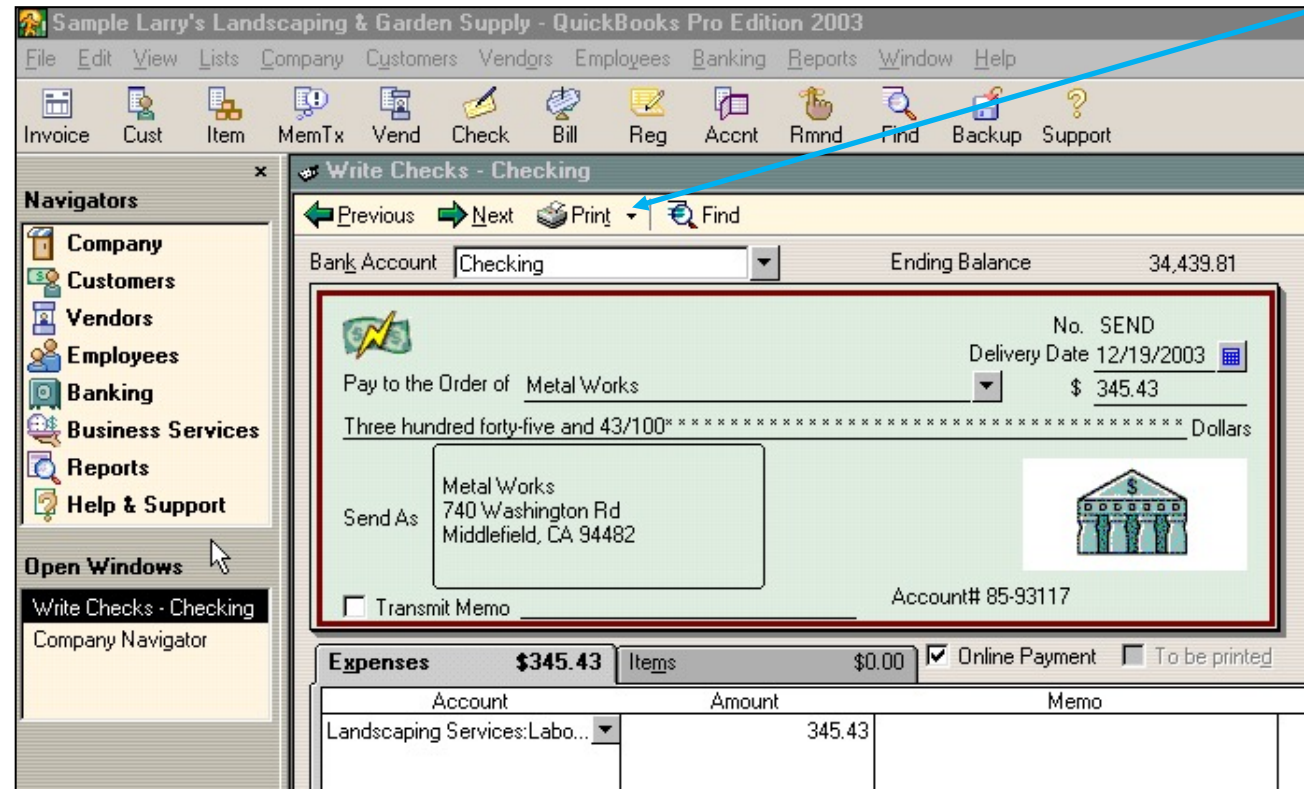 Sample Larry's Landscaping & Garden Supply - QuickBooks Pro Edition 2003
File Edit View Lists Company Customers Vendors Employees Banking Reports Window Help
Invoice Cust Item MemTx Vend Check Bill Reg Accnt Rmnd Find Backup Support
Write Checks - Checking
Navigators
Previous Next Print Find
Company
Customers
Vendors
Employees
Banking
Business Services
Reports
Help & Support
Open Windows
Write Checks - Checking
Company Navigator
Bank Account Checking Ending Balance 34,439.81
No. SEND
Delivery Date 12/19/2003
Pay to the Order of Metal Works $ 345.43
Three hundred forty-five and 43/100* * * * * * * * * * * * * * * * * * * * * * * * * * * * * * * * * * * * * * * * * Dollars
Send As
Metal Works
740 Washington Rd
Middlefield, CA 94482
$
Transmit Memo
Account# 85-93117
Expenses $345.43 Items $0.00 Online Payment To be printed
Account Amount Memo
Landscaping Services:Labo... 345.43